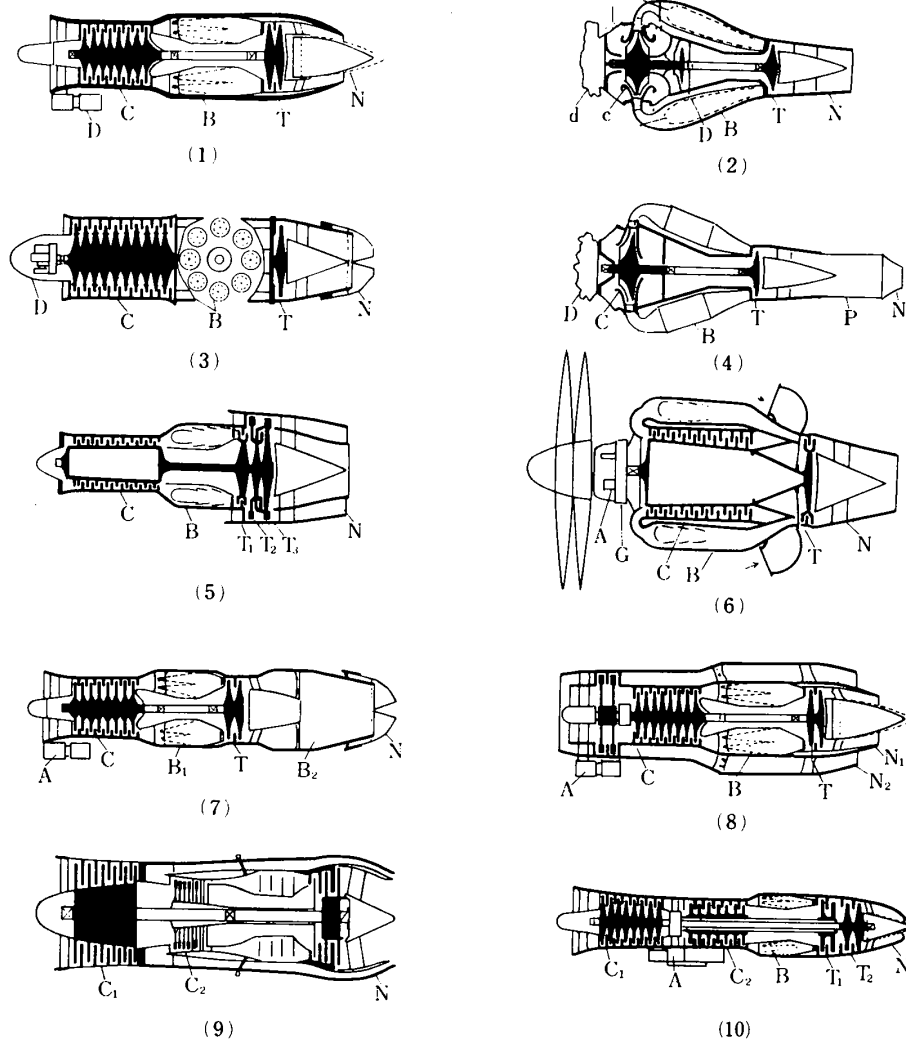 D C B T N
(1)
d c D B T N
(2)
D C B T N
(3)
D C B T P N
(4)
C B T₁ T₂ T₃ N
(5)
A G C B T N
(6)
A C B₁ T B₂ N
(7)
A C B T N₁ N₂
(8)
C₁ C₂ N
(9)
C₁ A C₂ B T₁ T₂ N
(10)